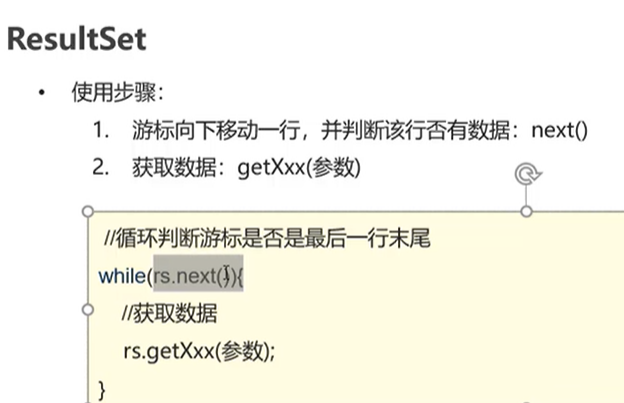 ResultSet
• 使用步骤：
1. 游标向下移动一行，并判断该行否有数据：next()
2. 获取数据：getXxx(参数)
//循环判断游标是否是最后一行末尾
while(rs.next()){
//获取数据
rs.getXxx(参数);
}